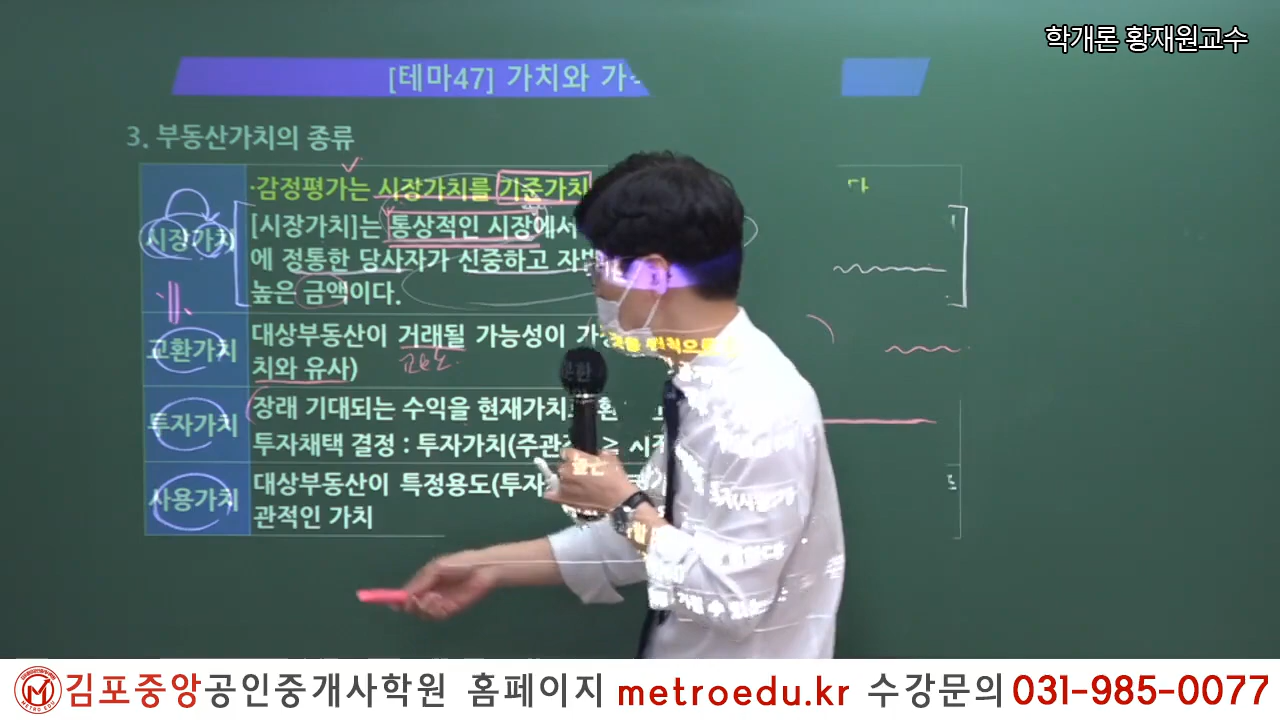 학개론 황재원교수
[테마47] 가치와 가
3. 부동산가치의 종류
시장가치
·감정평가는 시장가치를 기준가치
다
[시장가치]는 통상적인 시장에서
에 정통한 당사자가 신중하고
높은 금액이다.
교환가치
대상부동산이 거래될 가능성이
치와 유사)
투자가치
장래 기대되는 수익을 현재가치로
투자채택 결정 : 투자가치(주관적 ≥ 시장
사용가치
대상부동산이 특정용도(투자
관적인 가치
METRO EDU
김포중앙공인중개사학원 홈페이지 metroedu.kr 수강문의 031-985-0077